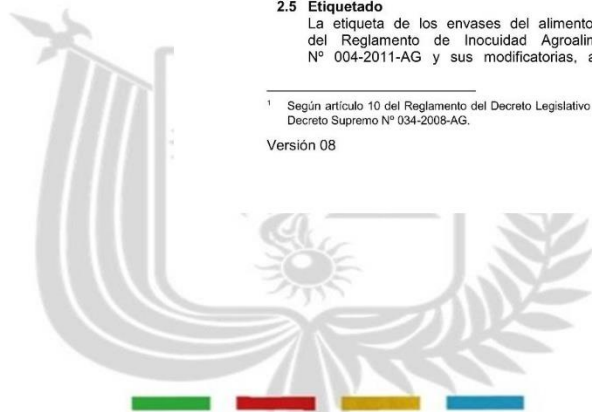 2.5 Etiquetado
La etiqueta de los envases del alimento
del Reglamento de Inocuidad Agroalim
Nº 004-2011-AG y sus modificatorias, a
1 Según artículo 10 del Reglamento del Decreto Legislativo
Decreto Supremo Nº 034-2008-AG.
Versión 08